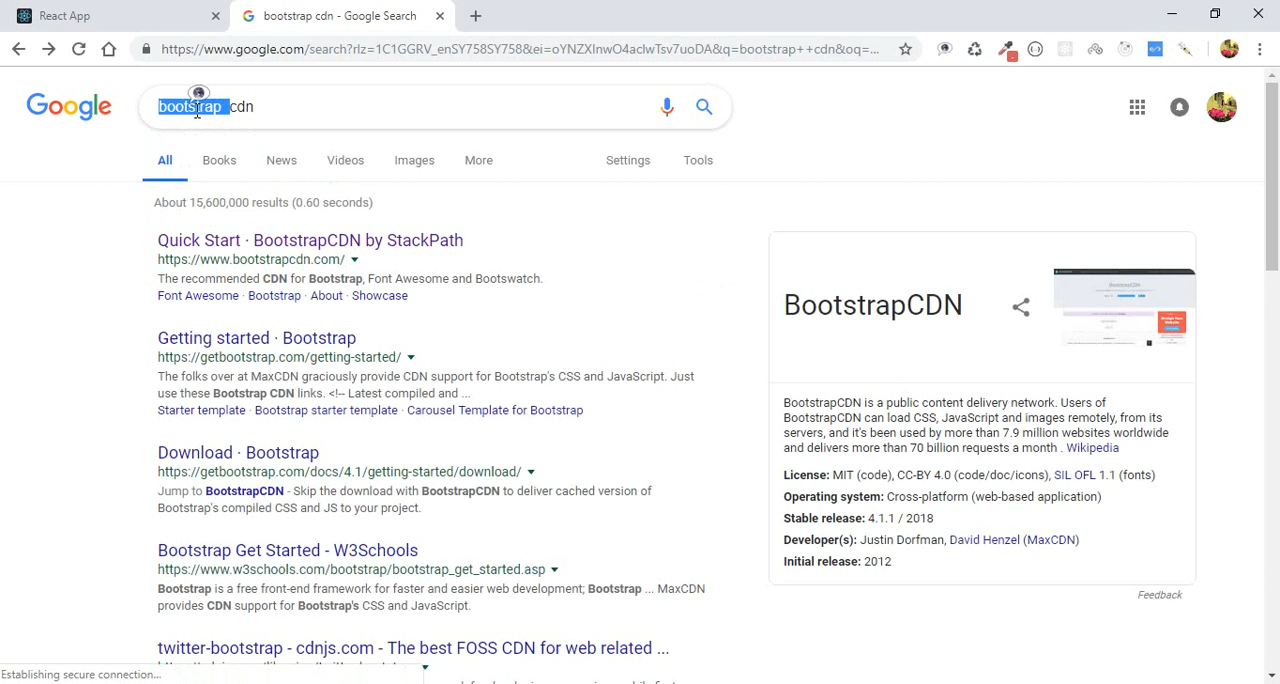 React App
bootstrap cdn - Google Search
https://www.google.com/search?rlz=1C1GGRV_enSY758SY758&ei=oYNZXInwO4aclwTsv7uoDA&q=bootstrap++cdn&oq=...
Google
bootstrap cdn
All Books News Videos Images More Settings Tools
About 15,600,000 results (0.60 seconds)
Quick Start · BootstrapCDN by StackPath
https://www.bootstrapcdn.com/
The recommended CDN for Bootstrap, Font Awesome and Bootswatch.
Font Awesome · Bootstrap · About · Showcase
Getting started · Bootstrap
https://getbootstrap.com/getting-started/
The folks over at MaxCDN graciously provide CDN support for Bootstrap's CSS and JavaScript. Just
use these Bootstrap CDN links. <!-- Latest compiled and ...
Starter template · Bootstrap starter template · Carousel Template for Bootstrap
Download · Bootstrap
https://getbootstrap.com/docs/4.1/getting-started/download/
Jump to BootstrapCDN - Skip the download with BootstrapCDN to deliver cached version of
Bootstrap's compiled CSS and JS to your project.
Bootstrap Get Started - W3Schools
https://www.w3schools.com/bootstrap/bootstrap_get_started.asp
Bootstrap is a free front-end framework for faster and easier web development; Bootstrap ... MaxCDN
provides CDN support for Bootstrap's CSS and JavaScript.
twitter-bootstrap - cdnjs.com - The best FOSS CDN for web related ...
Establishing secure connection...
BootstrapCDN
BootstrapCDN is a public content delivery network. Users of
BootstrapCDN can load CSS, JavaScript and images remotely, from its
servers, and it's been used by more than 7.9 million websites worldwide
and delivers more than 70 billion requests a month . Wikipedia
License: MIT (code), CC-BY 4.0 (code/doc/icons), SIL OFL 1.1 (fonts)
Operating system: Cross-platform (web-based application)
Stable release: 4.1.1 / 2018
Developer(s): Justin Dorfman, David Henzel (MaxCDN)
Initial release: 2012
Feedback